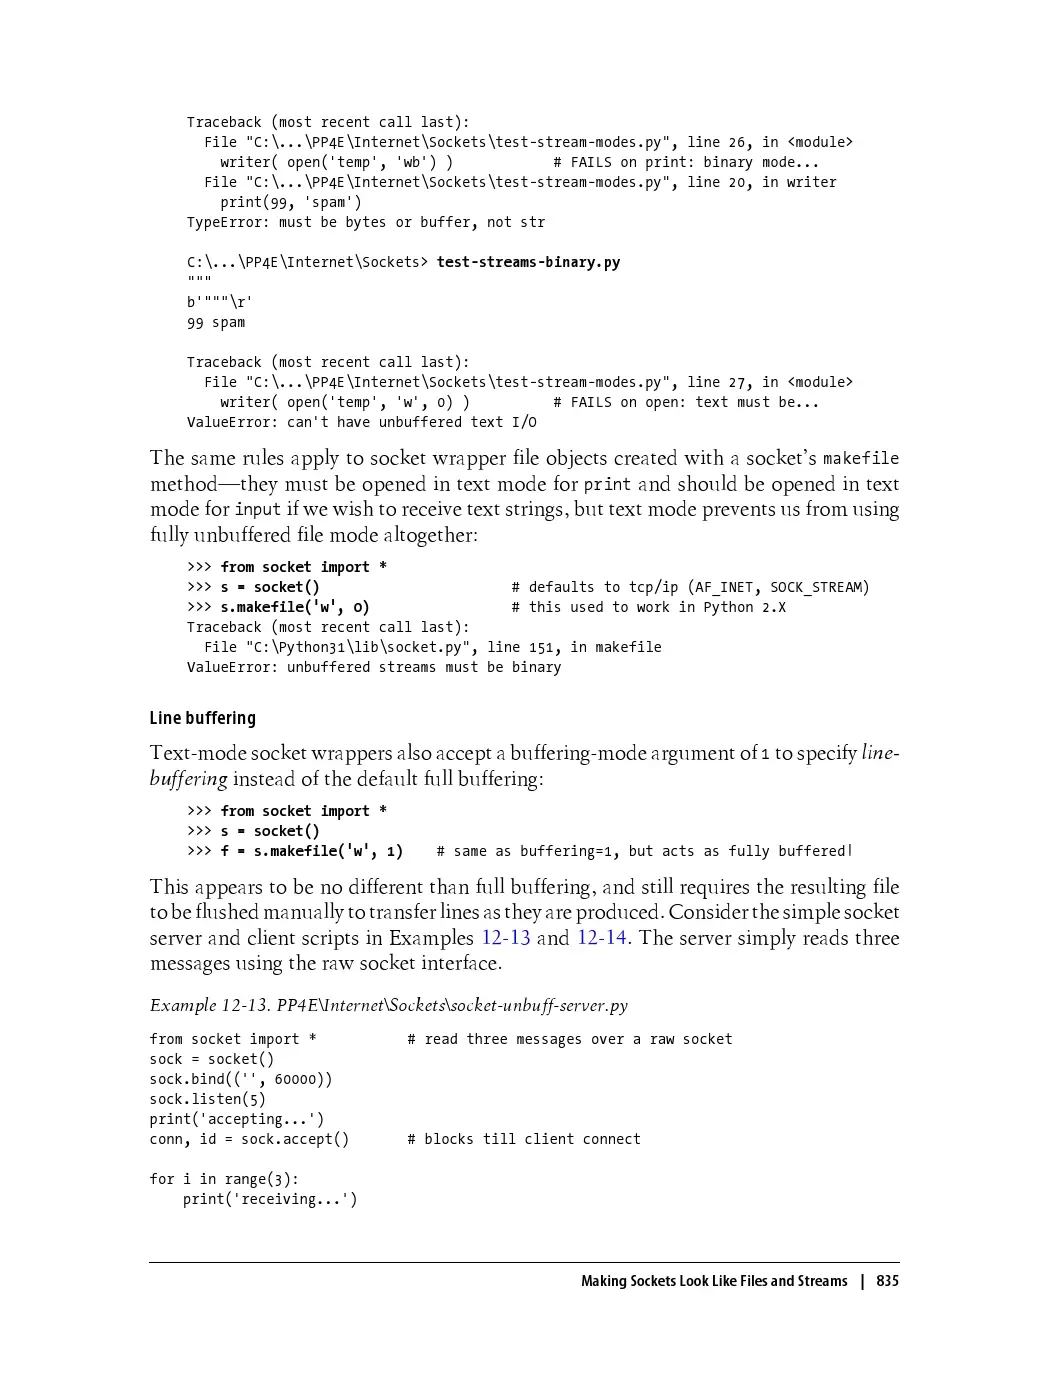 Traceback (most recent call last):
  File "C:\...\PP4E\Internet\Sockets\test-stream-modes.py", line 26, in <module>
    writer( open('temp', 'wb') )            # FAILS on print: binary mode...
  File "C:\...\PP4E\Internet\Sockets\test-stream-modes.py", line 20, in writer
    print(99, 'spam')
TypeError: must be bytes or buffer, not str
C:\...\PP4E\Internet\Sockets> test-streams-binary.py
"""
b'"""\r'
99 spam
Traceback (most recent call last):
  File "C:\...\PP4E\Internet\Sockets\test-stream-modes.py", line 27, in <module>
    writer( open('temp', 'w', 0) )          # FAILS on open: text must be...
ValueError: can't have unbuffered text I/O
The same rules apply to socket wrapper file objects created with a socket's makefile
method—they must be opened in text mode for print and should be opened in text
mode for input if we wish to receive text strings, but text mode prevents us from using
fully unbuffered file mode altogether:
>>> from socket import *
>>> s = socket()                       # defaults to tcp/ip (AF_INET, SOCK_STREAM)
>>> s.makefile('w', 0)                 # this used to work in Python 2.X
Traceback (most recent call last):
  File "C:\Python31\lib\socket.py", line 151, in makefile
ValueError: unbuffered streams must be binary
Line buffering
Text-mode socket wrappers also accept a buffering-mode argument of 1 to specify line-
buffering instead of the default full buffering:
>>> from socket import *
>>> s = socket()
>>> f = s.makefile('w', 1)    # same as buffering=1, but acts as fully buffered!
This appears to be no different than full buffering, and still requires the resulting file
to be flushed manually to transfer lines as they are produced. Consider the simple socket
server and client scripts in Examples 12-13 and 12-14. The server simply reads three
messages using the raw socket interface.
Example 12-13. PP4E\Internet\Sockets\socket-unbuff-server.py
from socket import *           # read three messages over a raw socket
sock = socket()
sock.bind(('', 60000))
sock.listen(5)
print('accepting...')
conn, id = sock.accept()       # blocks till client connect
for i in range(3):
    print('receiving...')
Making Sockets Look Like Files and Streams | 835